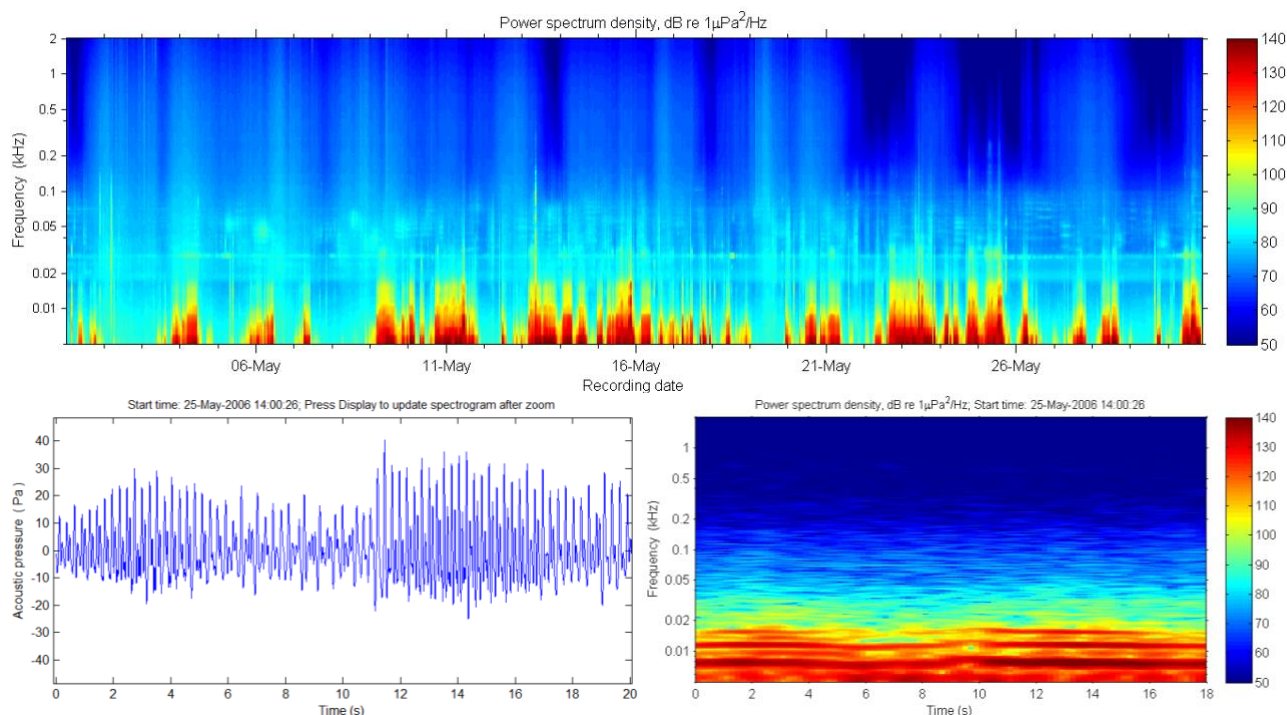 Power spectrum density, dB re 1μPa²/Hz
2
1
0.5
0.2
0.1
0.05
0.02
0.01
Frequency (kHz)
06-May
11-May
16-May
21-May
26-May
Recording date
140
130
120
110
100
90
80
70
60
50
Start time: 25-May-2006 14:00:26; Press Display to update spectrogram after zoom
40
30
20
10
0
-10
-20
-30
-40
Acoustic pressure ( Pa)
0 2 4 6 8 10 12 14 16 18 20
Time (s)
Power spectrum density, dB re 1μPa²/Hz; Start time: 25-May-2006 14:00:26
1
0.5
0.2
0.1
0.05
0.02
0.01
Frequency (kHz)
0 2 4 6 8 10 12 14 16 18
Time (s)
140
130
120
110
100
90
80
70
60
50